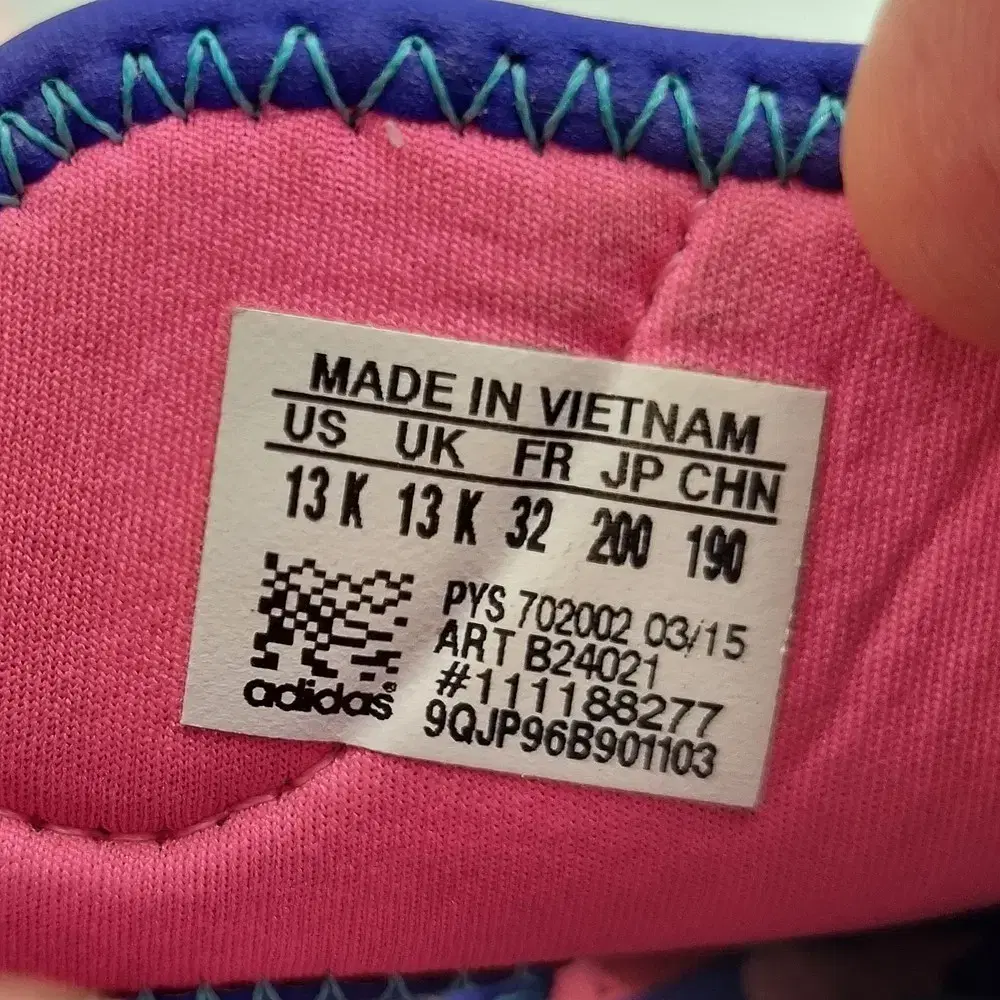 MADE IN VIETNAM
US UK FR JP CHN
13 K 13 K 32 200 190
PYS 702002 03/15
ART B24021
#111188277
9QJP96B901103
adidas®